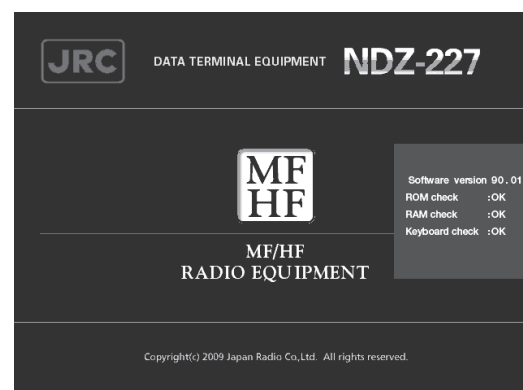 JRC DATA TERMINAL EQUIPMENT NDZ-227
MF
HF
Software version 90.01
ROM check :OK
RAM check :OK
Keyboard check :OK
MF/HF
RADIO EQUIPMENT
Copyright(c) 2009 Japan Radio Co,Ltd. All rights reserved.